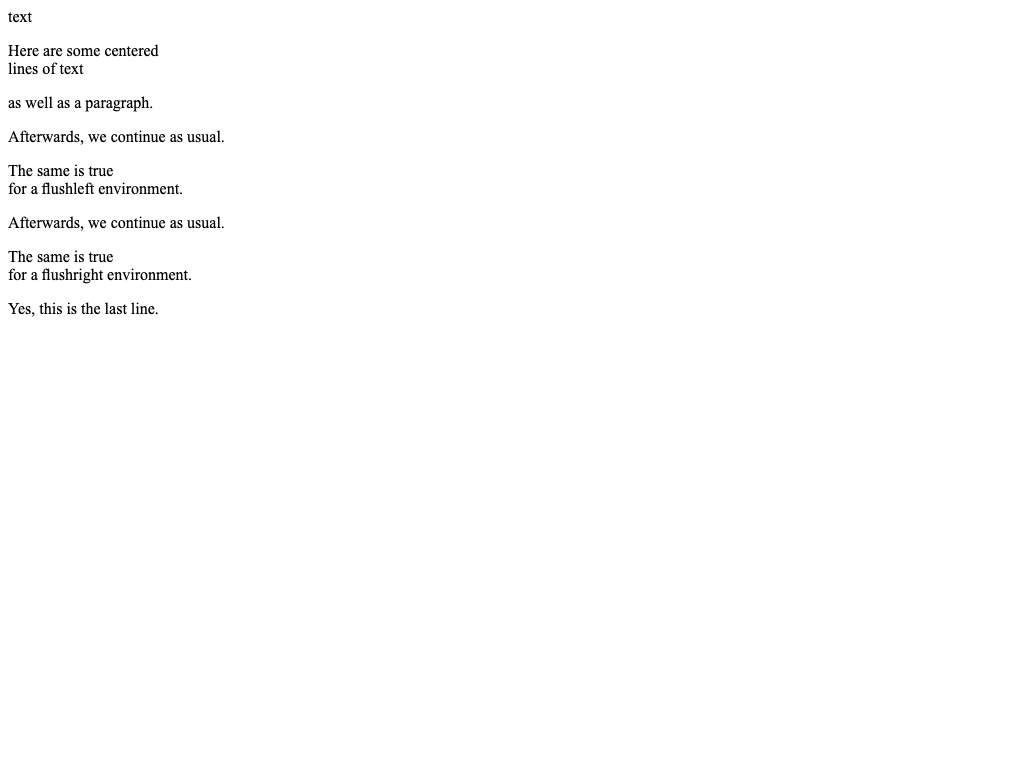 text
Here are some centered
lines of text
as well as a paragraph.
Afterwards, we continue as usual.
The same is true
for a flushleft environment.
Afterwards, we continue as usual.
The same is true
for a flushright environment.
Yes, this is the last line.